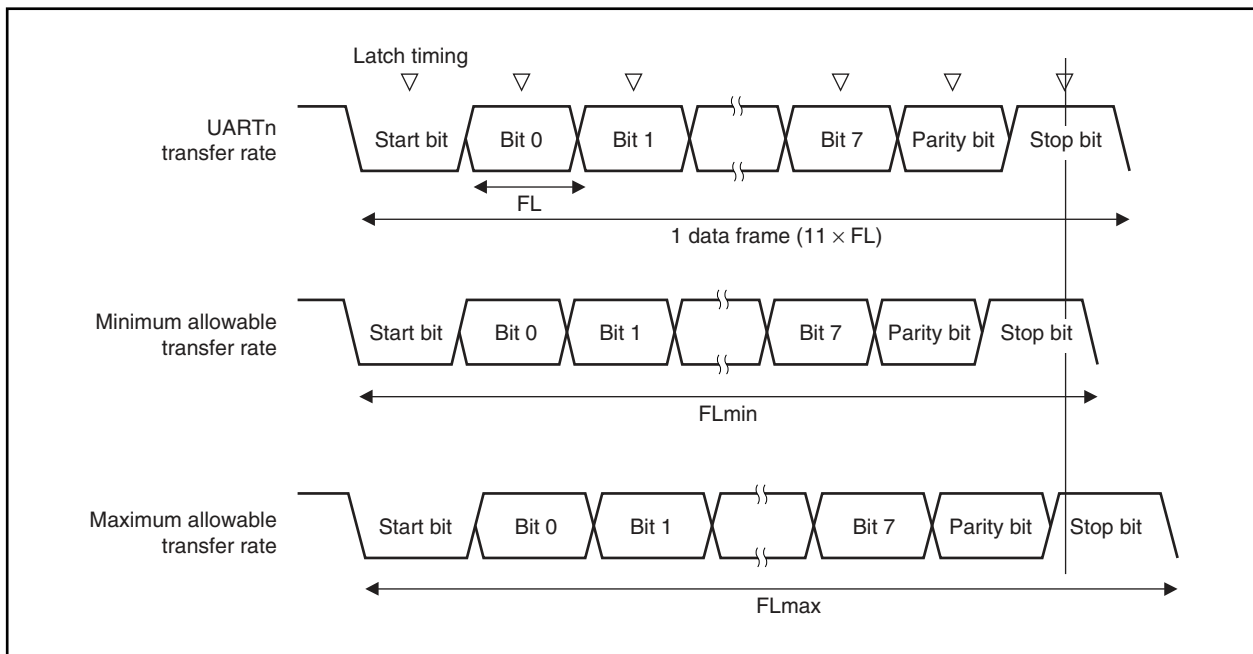 Latch timing
UARTn
transfer rate
Start bit Bit 0 Bit 1 Bit 7 Parity bit Stop bit
FL
1 data frame (11 × FL)
Minimum allowable
transfer rate
Start bit Bit 0 Bit 1 Bit 7 Parity bit Stop bit
FLmin
Maximum allowable
transfer rate
Start bit Bit 0 Bit 1 Bit 7 Parity bit Stop bit
FLmax